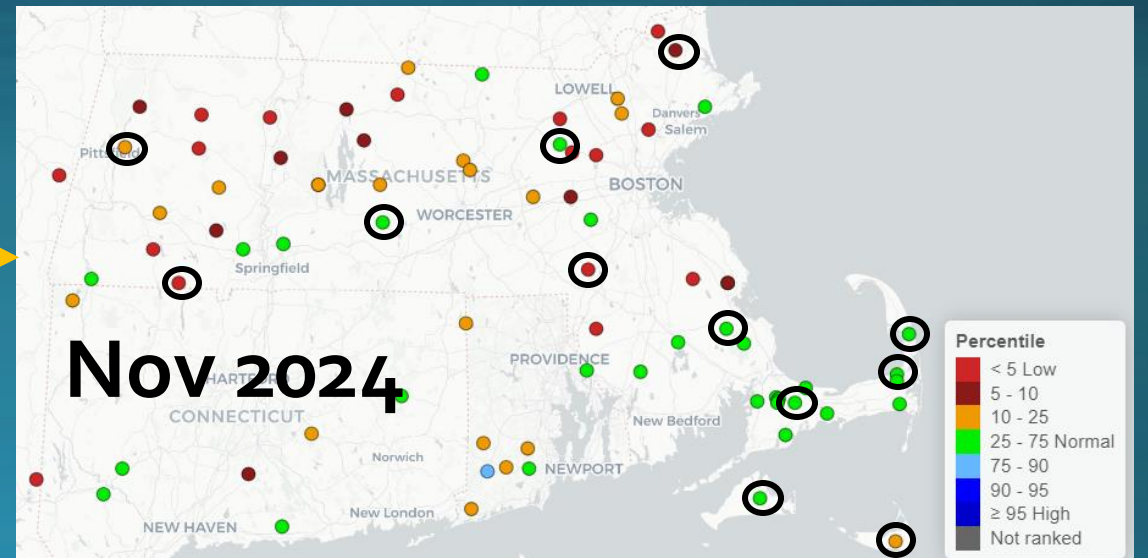 LOWELL
Danvers
Salem
Pittsfield
MASSACHUSETTS
BOSTON
WORCESTER
Springfield
Nov 2024
PROVIDENCE
HARTFORD
CONNECTICUT
New Bedford
Norwich
NEWPORT
New London
NEW HAVEN
Percentile
< 5 Low
5 - 10
10 - 25
25 - 75 Normal
75 - 90
90 - 95
≥ 95 High
Not ranked